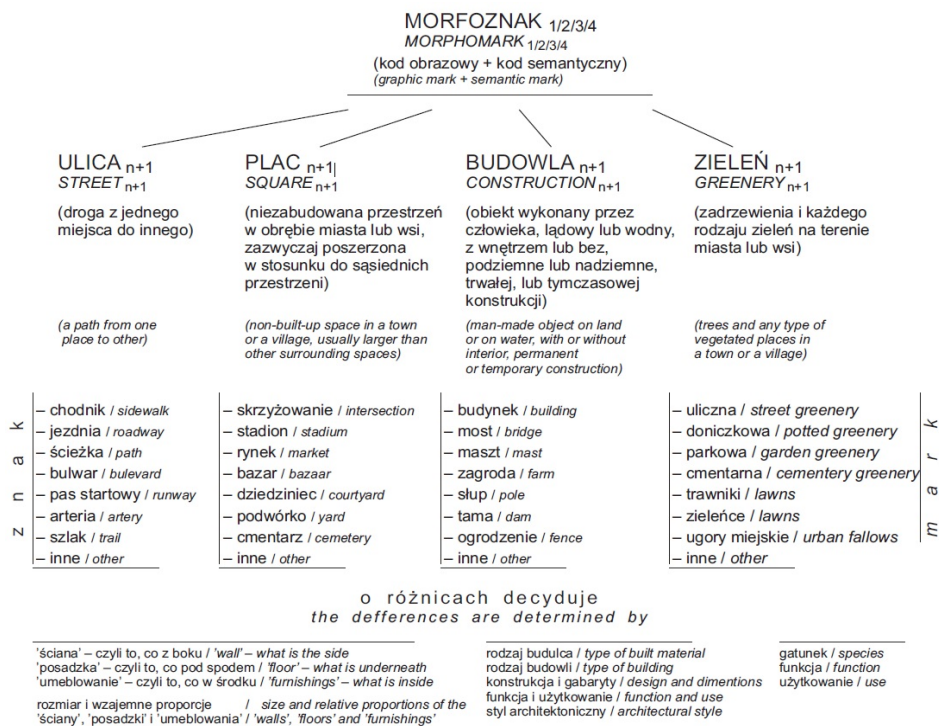 MORFOZNAK 1/2/3/4
MORPHOMARK 1/2/3/4
(kod obrazowy + kod semantyczny)
(graphic mark + semantic mark)
ULICA n+1
STREET n+1
(droga z jednego
miejsca do innego)
(a path from one
place to other)
PLAC n+1|
SQUARE n+1
(niezabudowana przestrzeń
w obrębie miasta lub wsi,
zazwyczaj poszerzona
w stosunku do sąsiednich
przestrzeni)
(non-built-up space in a town
or a village, usually larger than
other surrounding spaces)
BUDOWLA n+1
CONSTRUCTION n+1
(obiekt wykonany przez
człowieka, lądowy lub wodny,
z wnętrzem lub bez,
podziemne lub nadziemne,
trwałej, lub tymczasowej
konstrukcji)
(man-made object on land
or on water, with or without
interior, permanent
or temporary construction)
ZIELEŃ n+1
GREENERY n+1
(zadrzewienia i każdego
rodzaju zieleń na terenie
miasta lub wsi)
(trees and any type of
vegetated places in
a town or a village)
znak
– chodnik / sidewalk
– jezdnia / roadway
– ścieżka / path
– bulwar / bulevard
– pas startowy / runway
– arteria / artery
– szlak / trail
– inne / other
– skrzyżowanie / intersection
– stadion / stadium
– rynek / market
– bazar / bazaar
– dziedziniec / courtyard
– podwórko / yard
– cmentarz / cemetery
– inne / other
– budynek / building
– most / bridge
– maszt / mast
– zagroda / farm
– słup / pole
– tama / dam
– ogrodzenie / fence
– inne / other
– uliczna / street greenery
– doniczkowa / potted greenery
– parkowa / garden greenery
– cmentarna / cementery greenery
– trawniki / lawns
– zieleńce / lawns
– ugory miejskie / urban fallows
– inne / other
mark
o różnicach decyduje
the defferences are determined by
'ściana' – czyli to, co z boku / 'wall' – what is the side
'posadzka' – czyli to, co pod spodem / 'floor' – what is underneath
'umeblowanie' – czyli to, co w środku / 'furnishings' – what is inside
rozmiar i wzajemne proporcje / size and relative proportions of the
'ściany', 'posadzki' i 'umeblowania' / 'walls', 'floors' and 'furnishings'
rodzaj budulca / type of built material
rodzaj budowli / type of building
konstrukcja i gabaryty / design and dimentions
funkcja i użytkowanie / function and use
styl architektoniczny / architectural style
gatunek / species
funkcja / function
użytkowanie / use